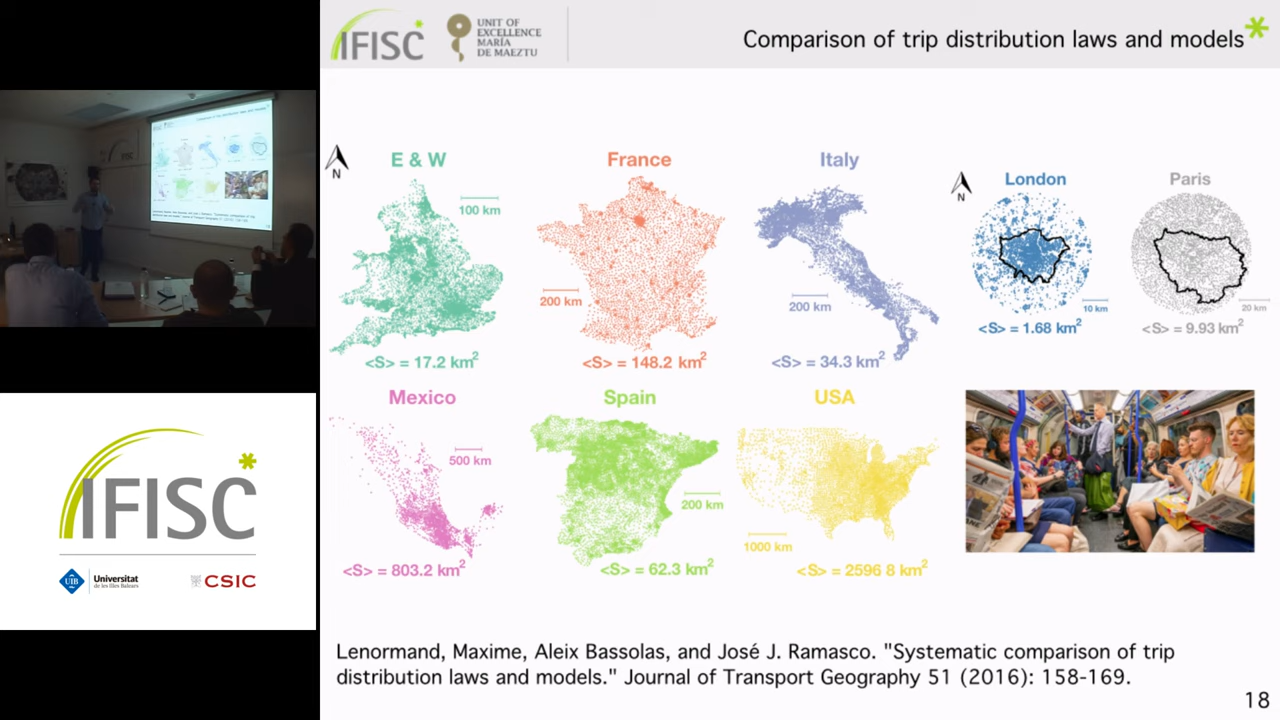 IFISC
UNIT OF
EXCELLENCE
MARÍA
DE MAEZTU
Comparison of trip distribution laws and models
N
E & W
100 km
<S> = 17.2 km²
France
200 km
<S> = 148.2 km²
Italy
200 km
<S> = 34.3 km²
N
London
10 km
<S> = 1.68 km²
Paris
20 km
<S> = 9.93 km²
Mexico
500 km
<S> = 803.2 km²
Spain
200 km
<S> = 62.3 km²
USA
1000 km
<S> = 2596 8 km²
Lenormand, Maxime, Aleix Bassolas, and José J. Ramasco. "Systematic comparison of trip
distribution laws and models." Journal of Transport Geography 51 (2016): 158-169.
18
IFISC
UIB
Universitat
de les Illes Balears
CSIC